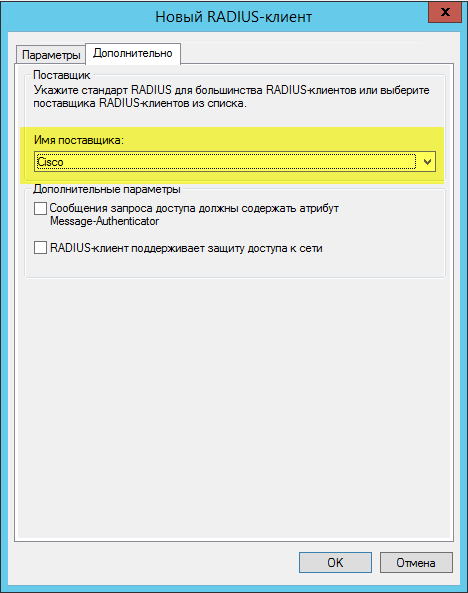 Новый RADIUS-клиент
x
Параметры
Дополнительно
Поставщик
Укажите стандарт RADIUS для большинства RADIUS-клиентов или выберите
поставщика RADIUS-клиентов из списка.
Имя поставщика:
Cisco
Дополнительные параметры
Сообщения запроса доступа должны содержать атрибут
Message-Authenticator
RADIUS-клиент поддерживает защиту доступа к сети
OK
Отмена